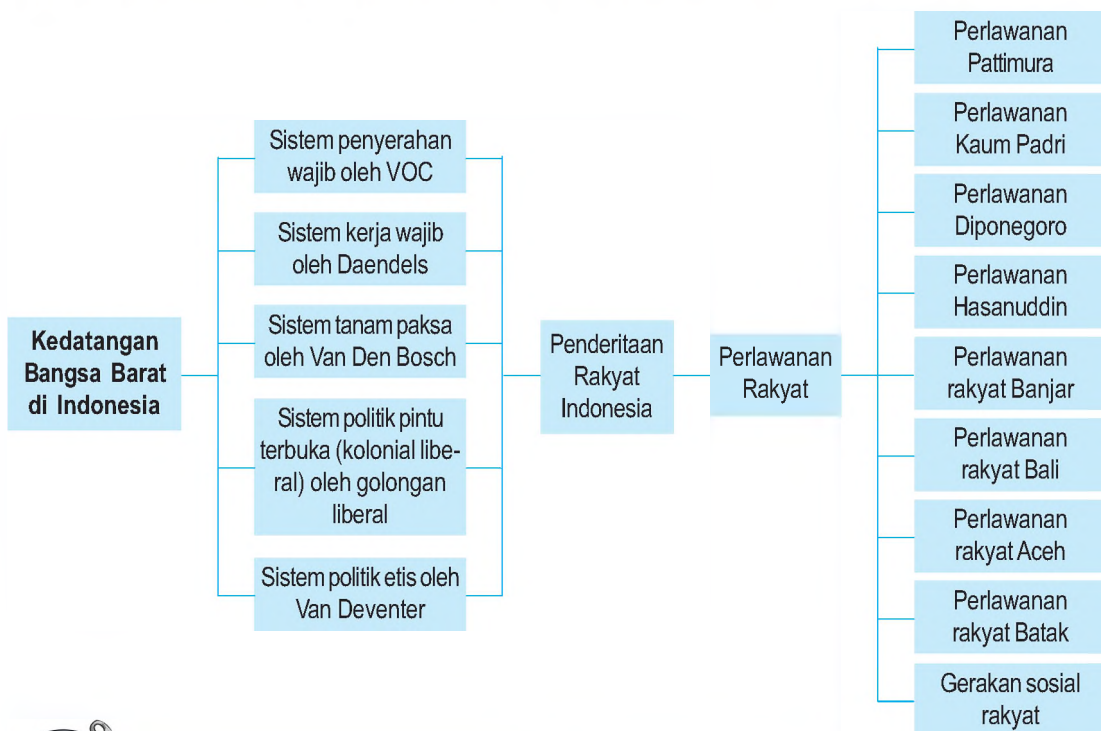 Kedatangan
Bangsa Barat
di Indonesia
Sistem penyerahan
wajib oleh VOC
Sistem kerja wajib
oleh Daendels
Sistem tanam paksa
oleh Van Den Bosch
Sistem politik pintu
terbuka (kolonial libe-
ral) oleh golongan
liberal
Sistem politik etis oleh
Van Deventer
Penderitaan
Rakyat
Indonesia
Perlawanan
Rakyat
Perlawanan
Pattimura
Perlawanan
Kaum Padri
Perlawanan
Diponegoro
Perlawanan
Hasanuddin
Perlawanan
rakyat Banjar
Perlawanan
rakyat Bali
Perlawanan
rakyat Aceh
Perlawanan
rakyat Batak
Gerakan sosial
rakyat